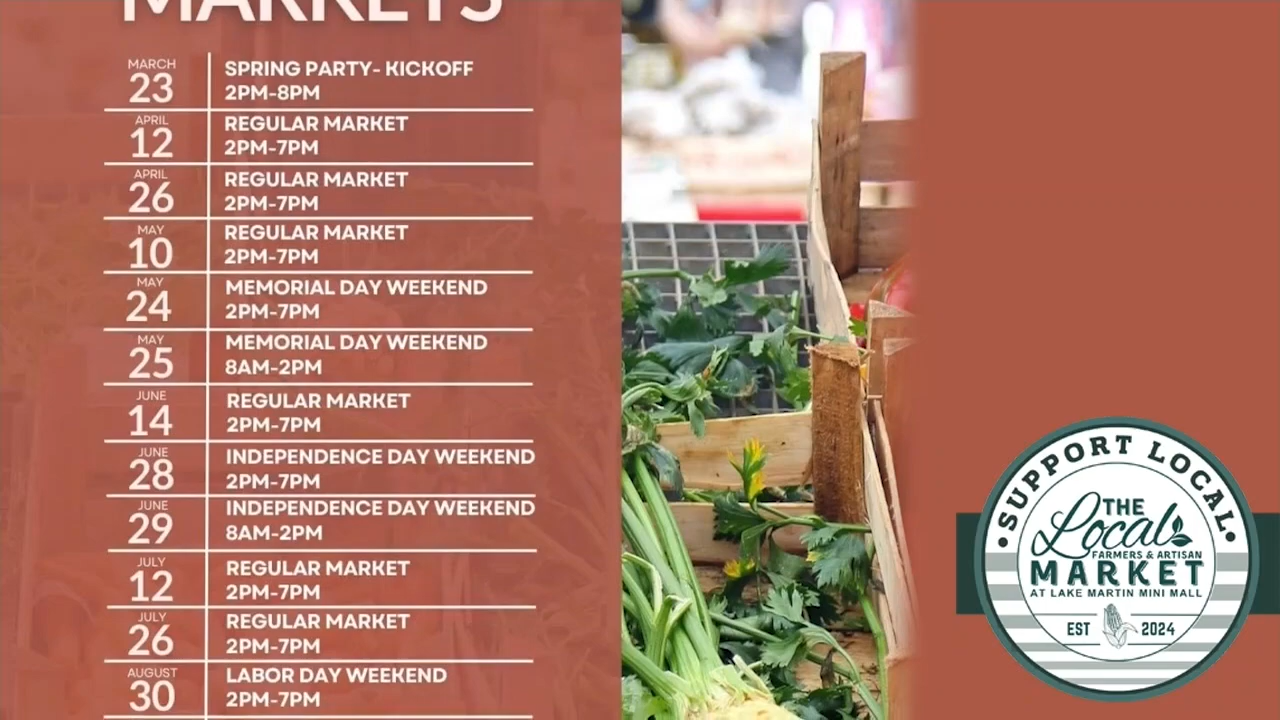 MARKETS
MARCH
23
SPRING PARTY- KICKOFF
2PM-8PM
APRIL
12
REGULAR MARKET
2PM-7PM
APRIL
26
REGULAR MARKET
2PM-7PM
MAY
10
REGULAR MARKET
2PM-7PM
MAY
24
MEMORIAL DAY WEEKEND
2PM-7PM
MAY
25
MEMORIAL DAY WEEKEND
8AM-2PM
JUNE
14
REGULAR MARKET
2PM-7PM
JUNE
28
INDEPENDENCE DAY WEEKEND
2PM-7PM
JUNE
29
INDEPENDENCE DAY WEEKEND
8AM-2PM
JULY
12
REGULAR MARKET
2PM-7PM
JULY
26
REGULAR MARKET
2PM-7PM
AUGUST
30
LABOR DAY WEEKEND
2PM-7PM
•SUPPORT LOCAL•
THE
Local
FARMERS & ARTISAN
MARKET
AT LAKE MARTIN MINI MALL
EST 2024